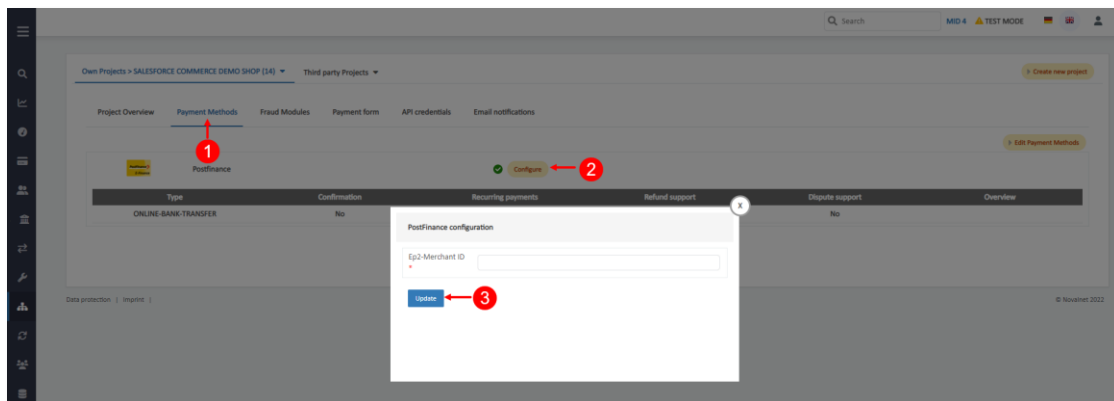 Search MID 4 TEST MODE
Own Projects > SALESFORCE COMMERCE DEMO SHOP (14) Third party Projects
Create new project
Project Overview Payment Methods Fraud Modules Payment form API credentials Email notifications
1
Edit Payment Methods
Postfinance Configure 2
Type Confirmation Recurring payments Refund support Dispute support Overview
ONLINE-BANK-TRANSFER No No
X
PostFinance configuration
Ep2-Merchant ID
*
Update 3
Data protection | Imprint | © Novalnet 2022